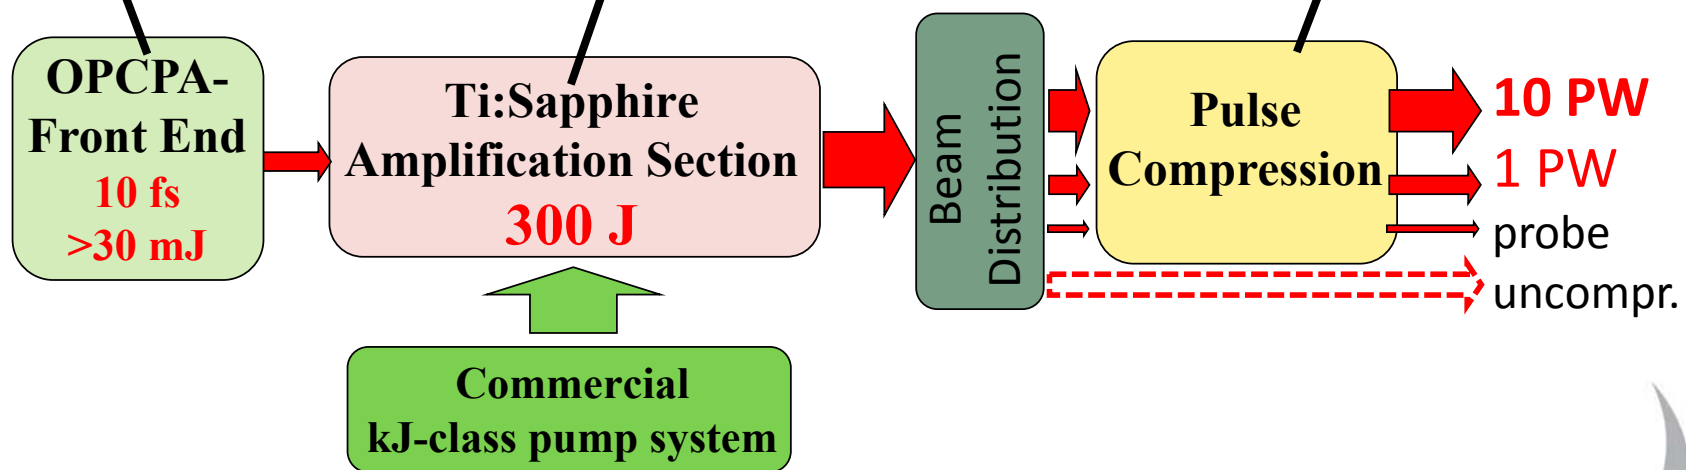 OPCPA-
Front End
10 fs
>30 mJ
Ti:Sapphire
Amplification Section
300 J
Commercial
kJ-class pump system
Beam
Distribution
Pulse
Compression
10 PW
1 PW
probe
uncompr.